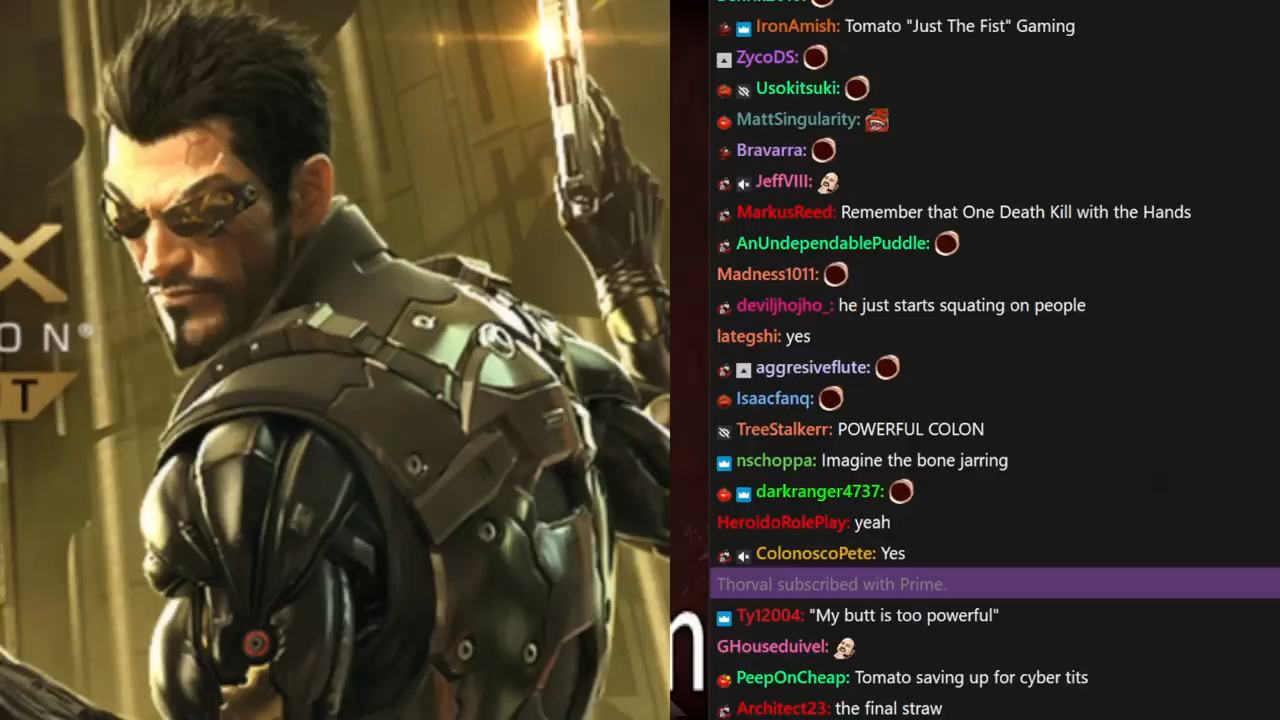 X
ON®
T
IronAmish: Tomato "Just The Fist" Gaming
ZycoDS:
Usokitsuki:
MattSingularity:
Bravarra:
JeffVIII:
MarkusReed: Remember that One Death Kill with the Hands
AnUndependablePuddle:
Madness1011:
deviljhojho_: he just starts squating on people
lategshi: yes
aggresiveflute:
Isaacfanq:
TreeStalkerr: POWERFUL COLON
nschoppa: Imagine the bone jarring
darkranger4737:
HeroidoRolePlay: yeah
ColonoscoPete: Yes
Thorval subscribed with Prime.
Ty12004: "My butt is too powerful"
GHouseduivel:
PeepOnCheap: Tomato saving up for cyber tits
Architect23: the final straw